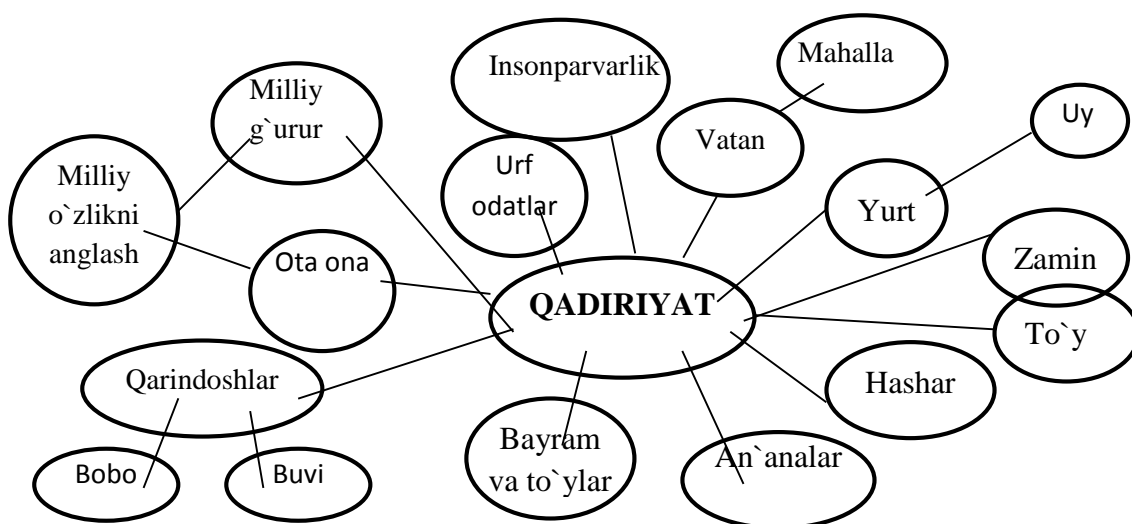 Mahalla
Insonparvarlik
Milliy
g`urur
Uy
Vatan
Urf
odatlar
Milliy
o`zlikni
anglash
Yurt
Ota ona
Zamin
QADIRIYAT
To`y
Qarindoshlar
Hashar
Bayram
va to`ylar
An`analar
Bobo
Buvi